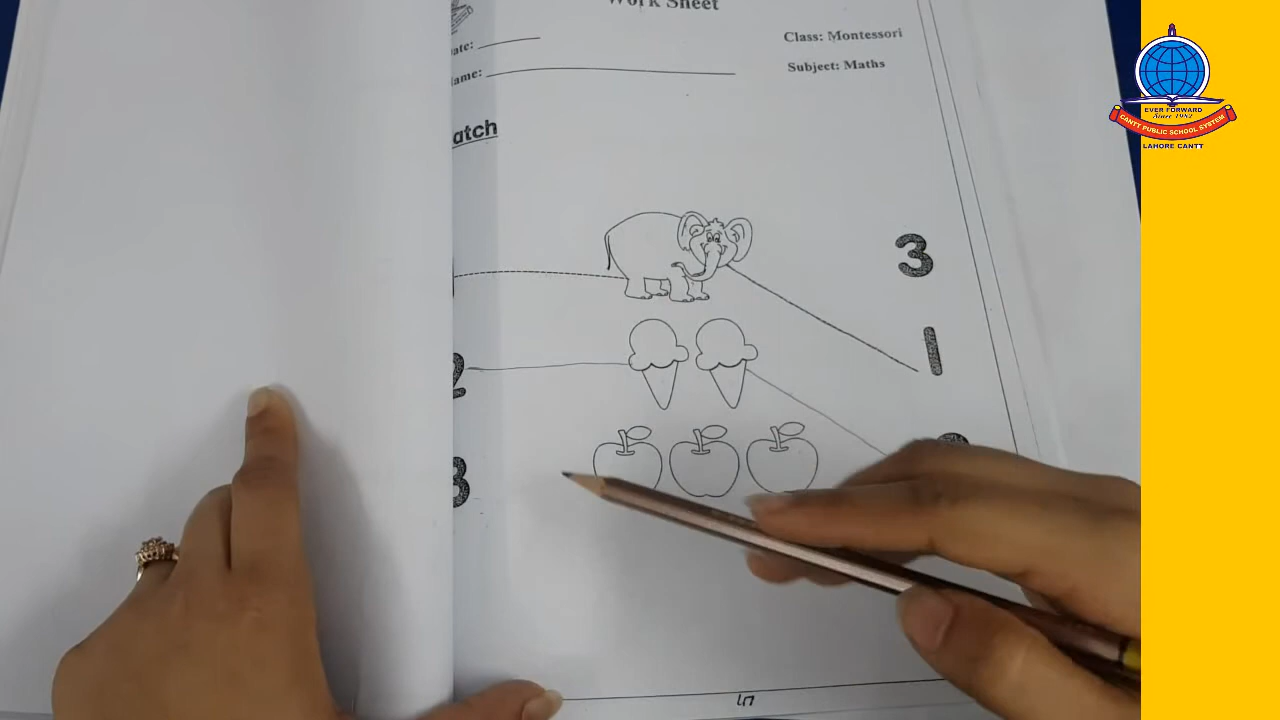 Work Sheet
ate:
Class: Montessori
ame:
Subject: Maths
atch
3
1
2
3
5
EVER FORWARD
Since 1982
CANTT PUBLIC SCHOOL SYSTEM
LAHORE CANTT